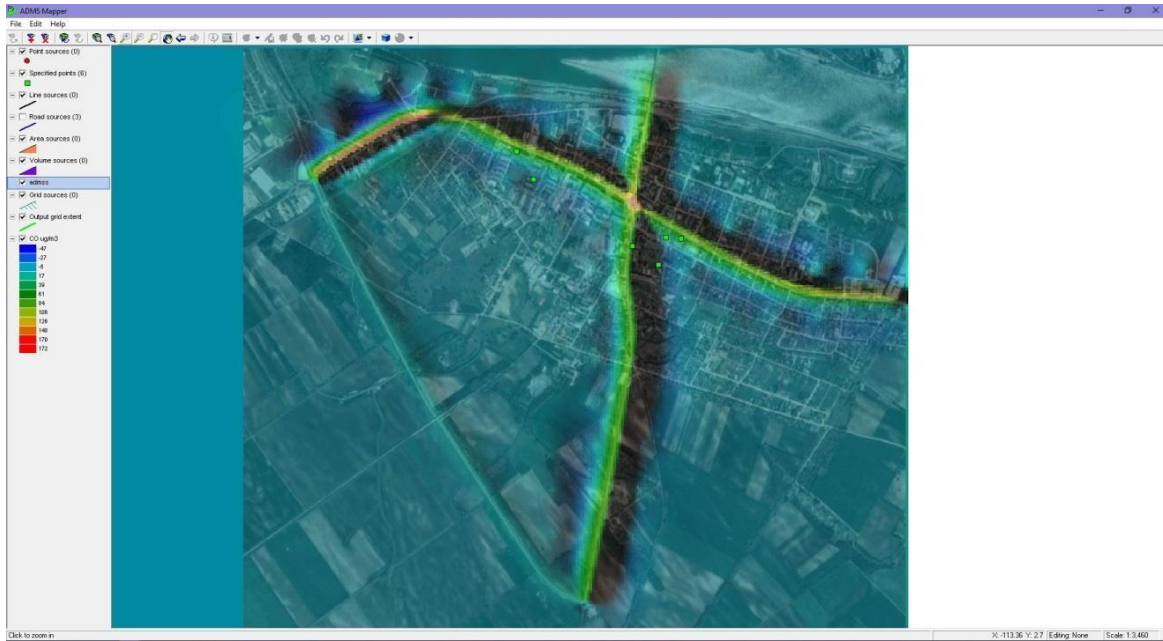 ADMS Mapper
File Edit Help
Point sources (0)
Specified points (6)
Line sources (0)
Road sources (3)
Area sources (0)
Volume sources (0)
admss
Grid sources (0)
Output grid extent
CO ug/m3
-47
-27
-5
17
39
61
84
106
126
148
170
172
Click to zoom in
X: -113.36 Y: 2.7 Editing: None Scale: 1:3,460